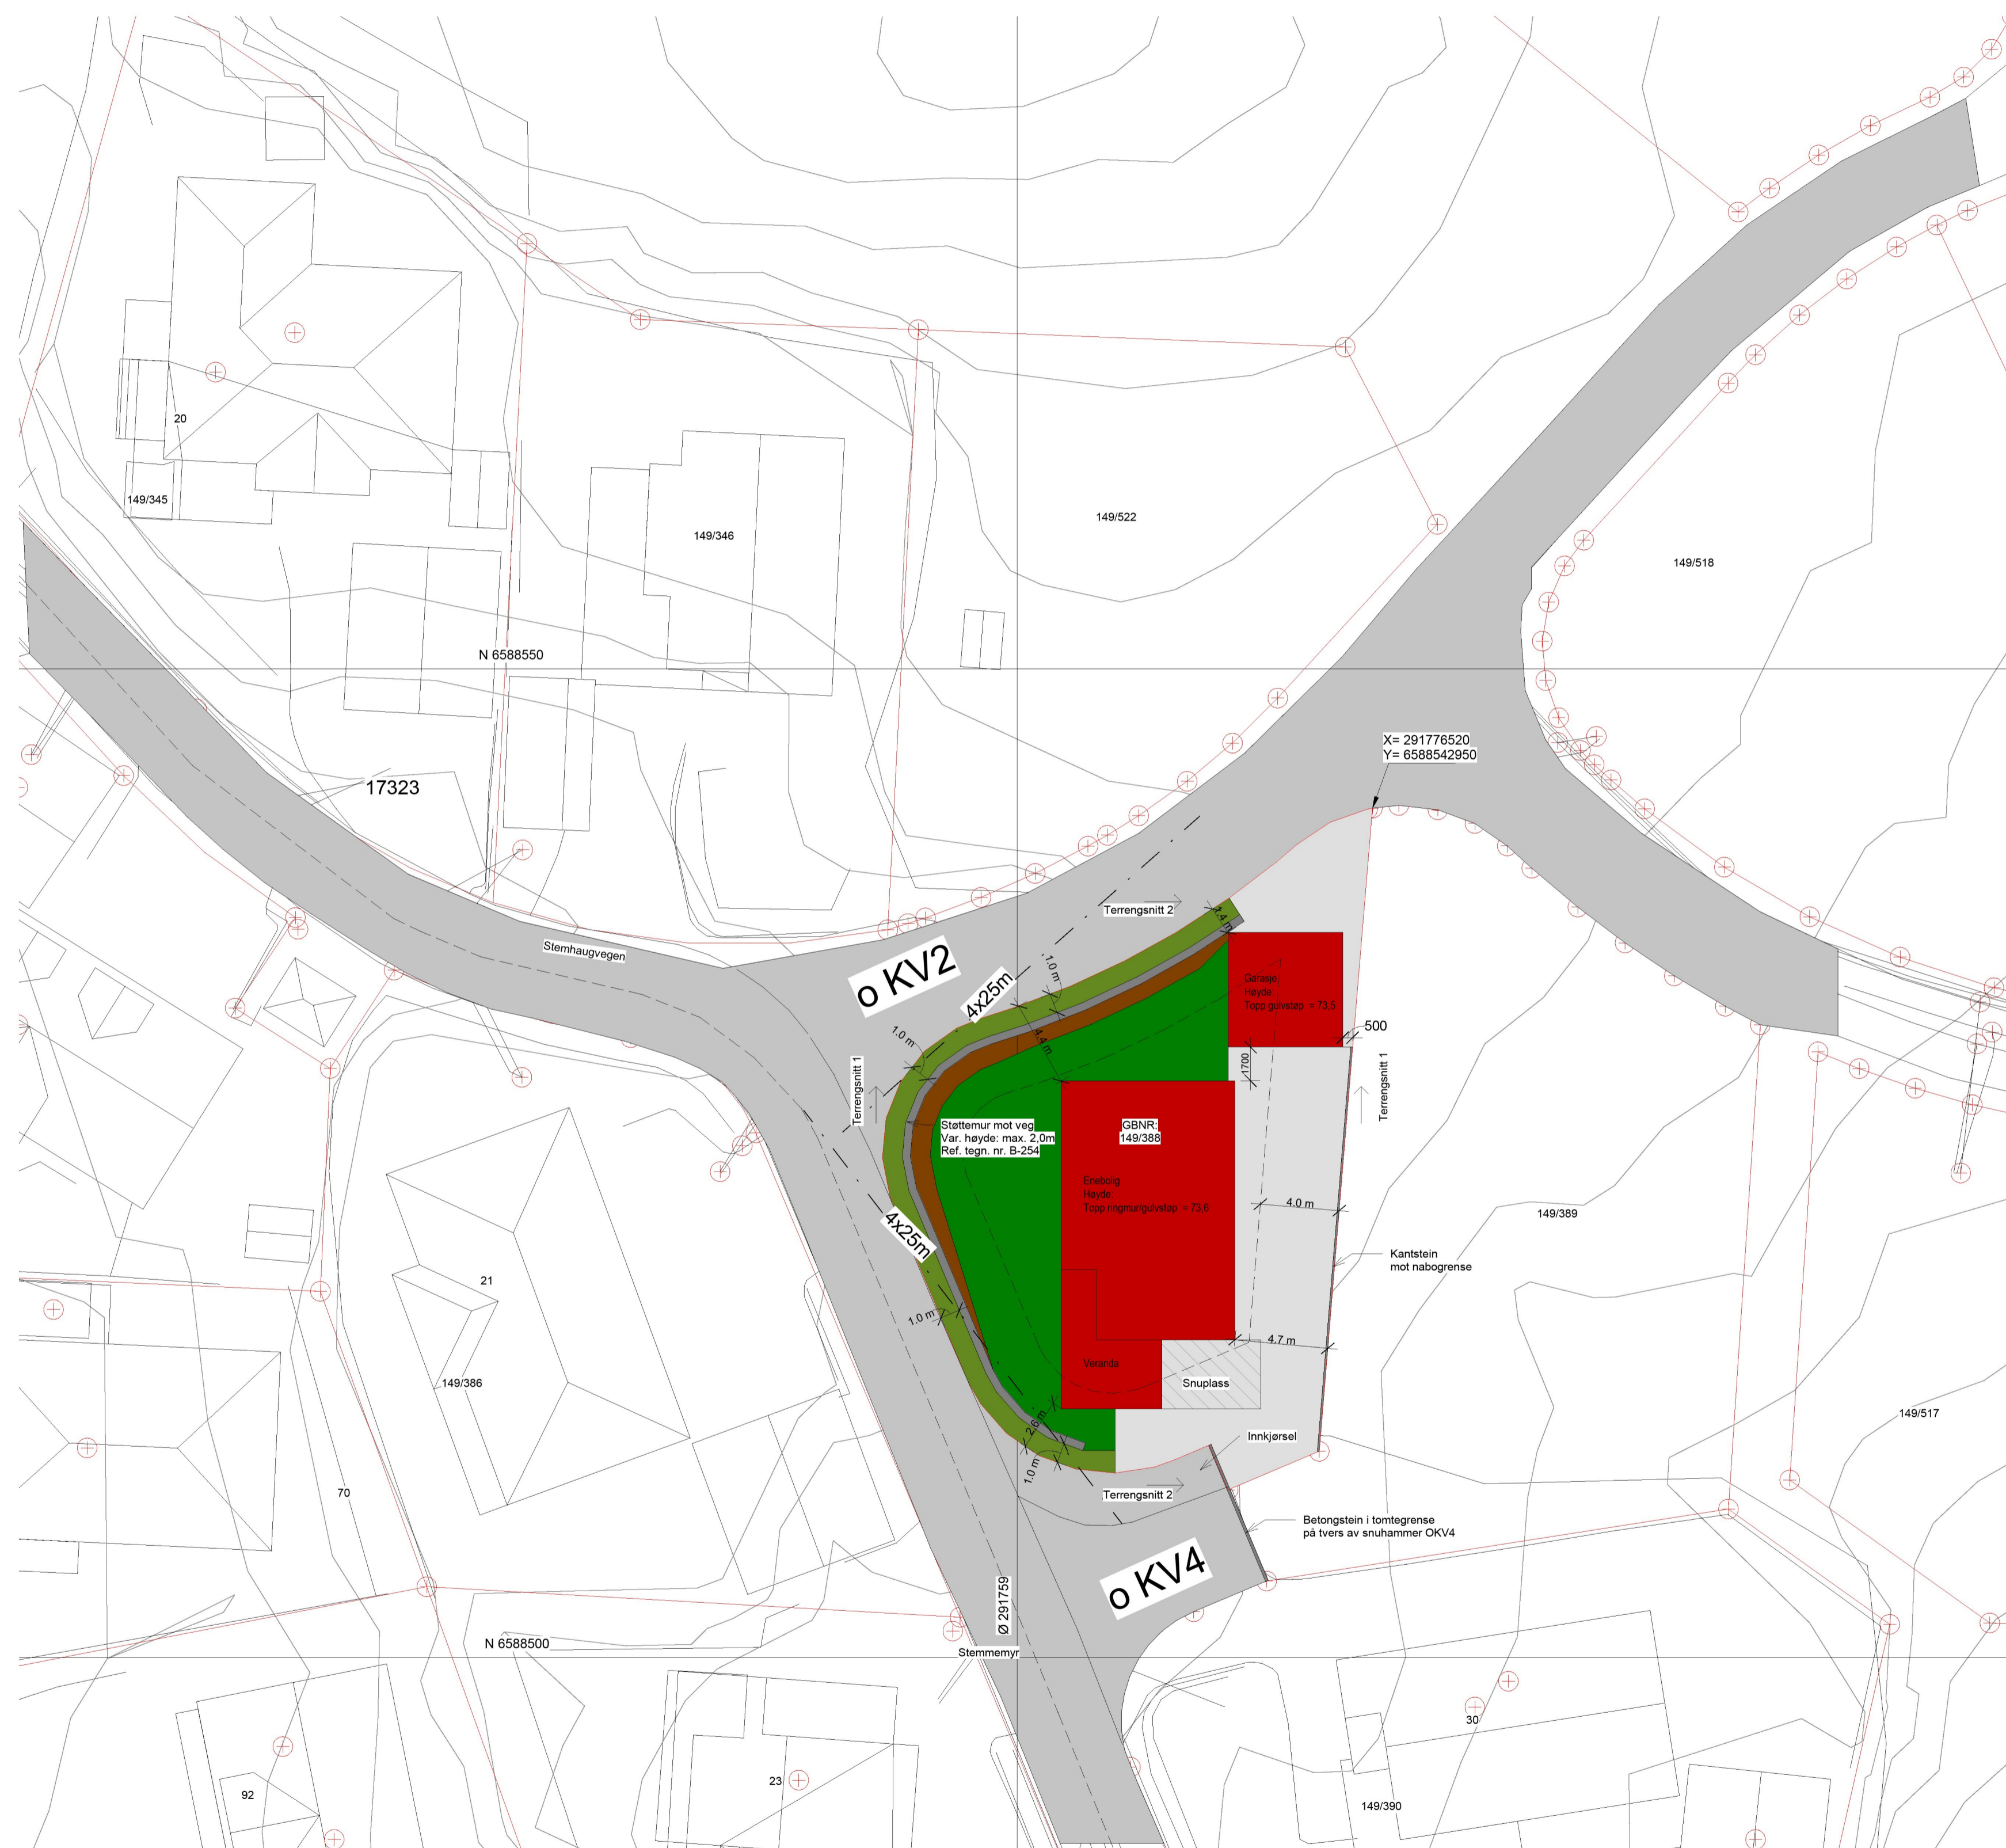 20
149/345
149/346
149/522
149/518
N 6588550
X= 291776520
Y= 6588542950
17323
Stemhaugvegen
o KV2
4x25m
Terrengsnitt 2
1.4 m
1.0 m
Garasje
Høyde:
Topp gulvstøp = 73,5
500
1.0 m
4.4 m
1700
Terrengsnitt 1
Terrengsnitt 1
Støttemur mot veg
Var. høyde: max. 2,0m
Ref. tegn. nr. B-254
GBNR:
149/388
Enebolig
Høyde:
Topp ringmur/gulvstøp = 73,6
4.0 m
149/389
4x25m
Kantstein
mot nabogrense
21
1.0 m
4.7 m
Veranda
Snuplass
149/386
149/517
2.6 m
Innkjørsel
1.0 m
70
Terrengsnitt 2
Betongstein i tomtegrense
på tvers av snuhammer OKV4
o KV4
Ø 291759
N 6588500
Stemmemyr
30
23
92
149/390